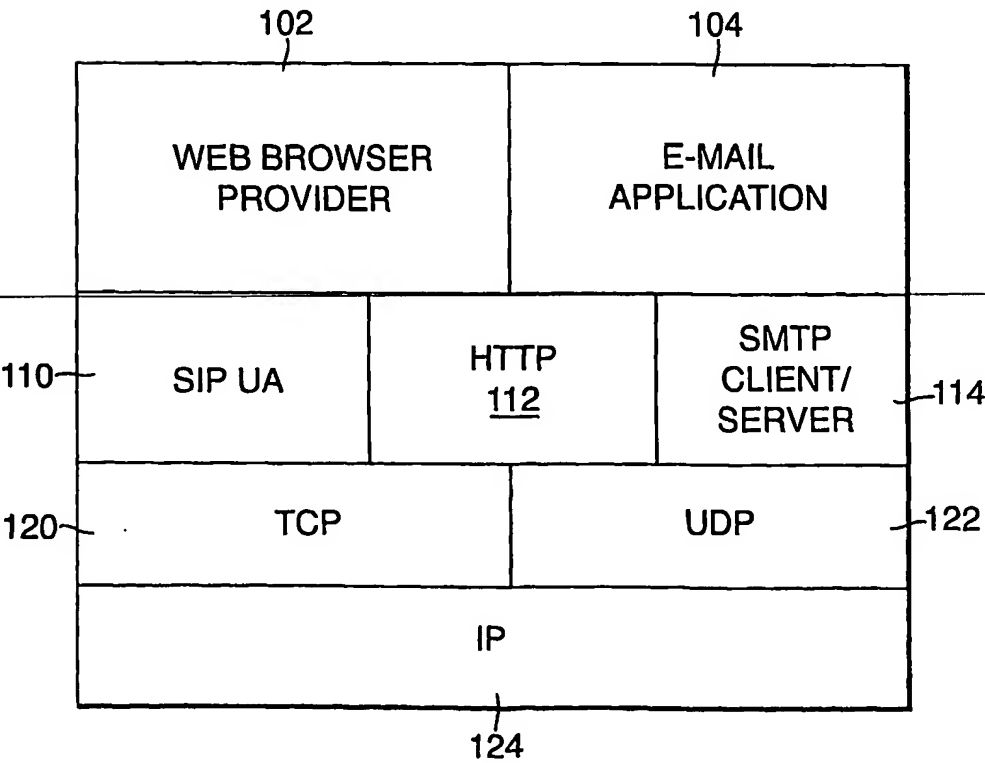 102
104
WEB BROWSER
PROVIDER
E-MAIL
APPLICATION
110
SIP UA
HTTP
112
SMTP
CLIENT/
SERVER
114
120
TCP
UDP
122
IP
124